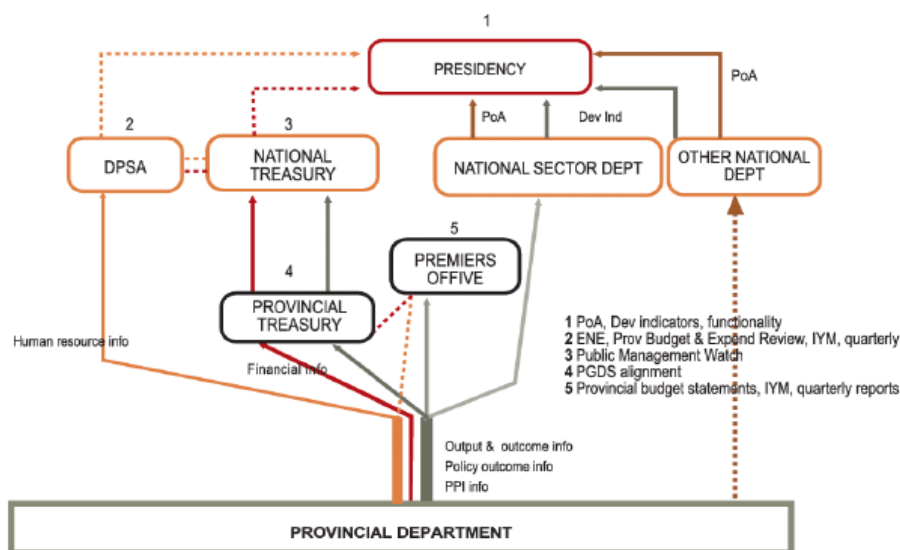 1
PRESIDENCY
PoA
PoA
Dev Ind
2
3
DPSA
NATIONAL
TREASURY
NATIONAL SECTOR DEPT
OTHER NATIONAL
DEPT
5
PREMIERS
OFFIVE
4
PROVINCIAL
TREASURY
Human resource info
Financial info
1 PoA, Dev indicators, functionality
2 ENE, Prov Budget & Expend Review, IYM, quarterly
3 Public Management Watch
4 PGDS alignment
5 Provincial budget statements, IYM, quarterly reports
Output & outcome info
Policy outcome info
PPI info
PROVINCIAL DEPARTMENT